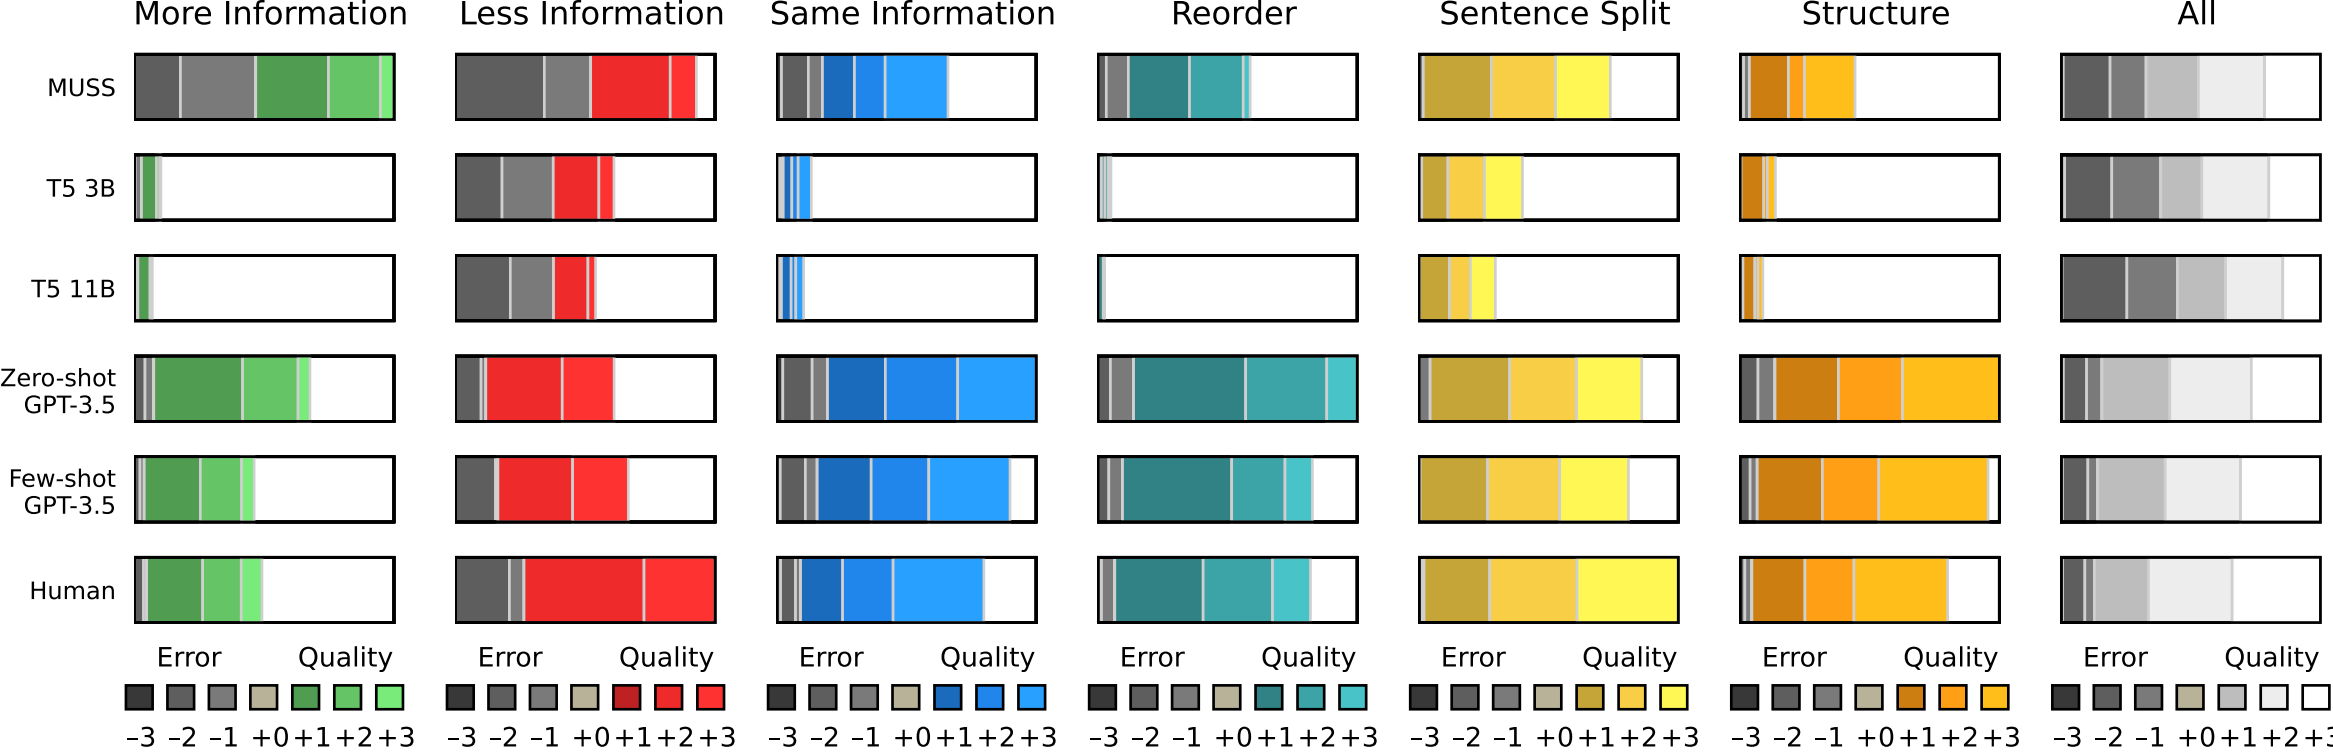 More Information Less Information Same Information Reorder Sentence Split Structure All
MUSS
T5 3B
T5 11B
Zero-shot
GPT-3.5
Few-shot
GPT-3.5
Human
Error Quality Error Quality Error Quality Error Quality Error Quality Error Quality Error Quality
−3 −2 −1 +0 +1 +2 +3 −3 −2 −1 +0 +1 +2 +3 −3 −2 −1 +0 +1 +2 +3 −3 −2 −1 +0 +1 +2 +3 −3 −2 −1 +0 +1 +2 +3 −3 −2 −1 +0 +1 +2 +3 −3 −2 −1 +0 +1 +2 +3